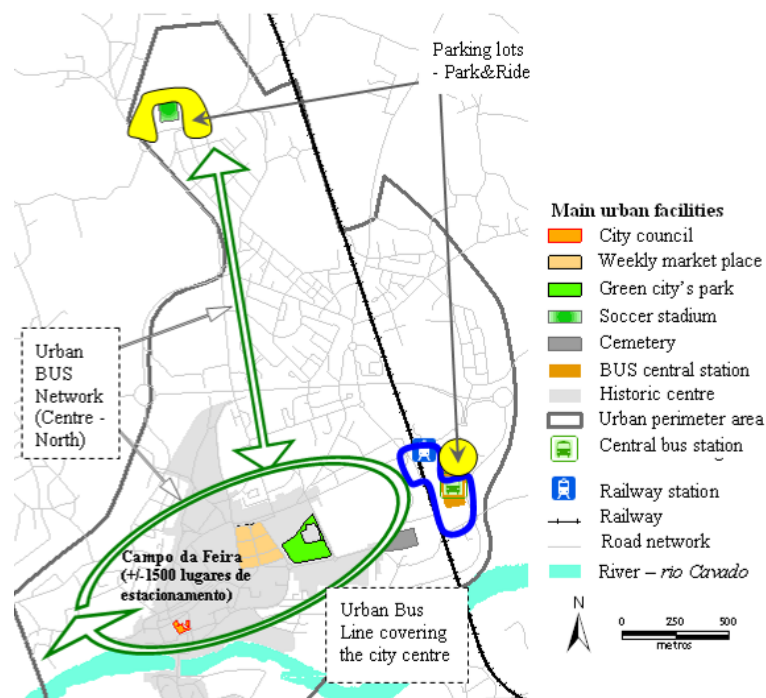 Parking lots
- Park&Ride
Urban
BUS
Network
(Centre -
North)
Campo da Feira
(+/-1500 lugares de
estacionamento)
Urban Bus
Line covering
the city centre
Main urban facilities
City council
Weekly market place
Green city's park
Soccer stadium
Cemetery
BUS central station
Historic centre
Urban perimeter area
Central bus station
Railway station
Railway
Road network
River – rio Cavado
N
0 250 500
metros